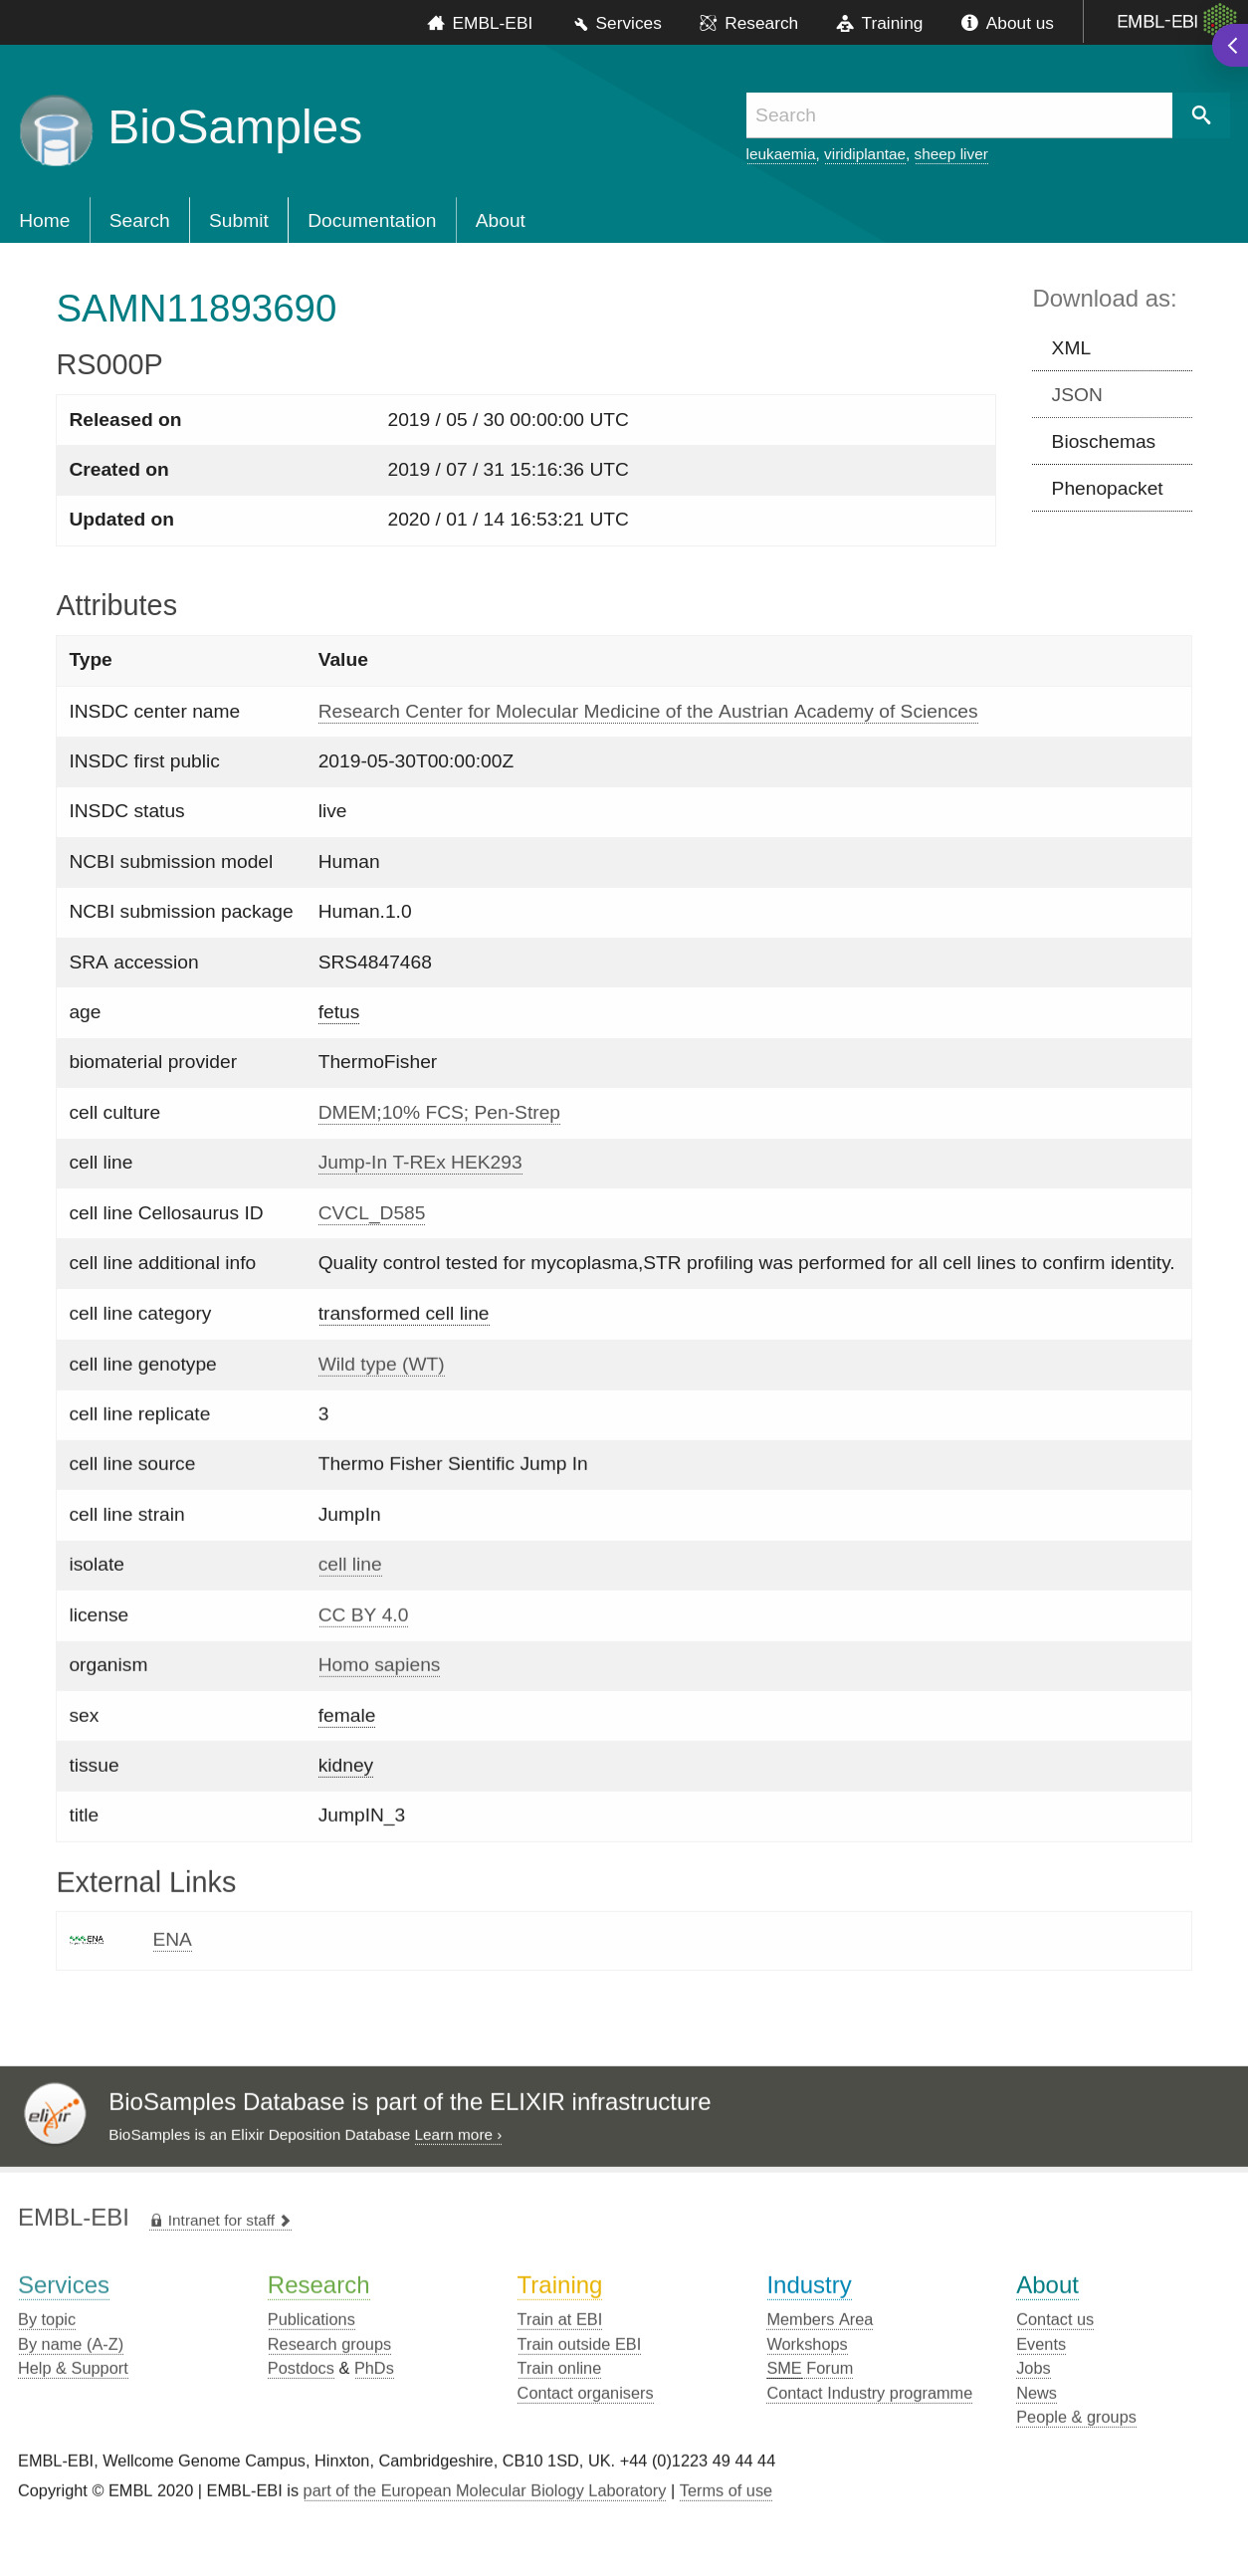 EMBL-EBI Services Research Training About us EMBL-EBI
BioSamples
Search
leukaemia, viridiplantae, sheep liver
Home Search Submit Documentation About
SAMN11893690
Download as:
RS000P
XML
JSON
Bioschemas
Phenopacket
Released on 2019 / 05 / 30 00:00:00 UTC
Created on 2019 / 07 / 31 15:16:36 UTC
Updated on 2020 / 01 / 14 16:53:21 UTC
Attributes
Type Value
INSDC center name Research Center for Molecular Medicine of the Austrian Academy of Sciences
INSDC first public 2019-05-30T00:00:00Z
INSDC status live
NCBI submission model Human
NCBI submission package Human.1.0
SRA accession SRS4847468
age fetus
biomaterial provider ThermoFisher
cell culture DMEM;10% FCS; Pen-Strep
cell line Jump-In T-REx HEK293
cell line Cellosaurus ID CVCL_D585
cell line additional info Quality control tested for mycoplasma,STR profiling was performed for all cell lines to confirm identity.
cell line category transformed cell line
cell line genotype Wild type (WT)
cell line replicate 3
cell line source Thermo Fisher Sientific Jump In
cell line strain JumpIn
isolate cell line
license CC BY 4.0
organism Homo sapiens
sex female
tissue kidney
title JumpIN_3
External Links
ENA ENA
elixir
BioSamples Database is part of the ELIXIR infrastructure
BioSamples is an Elixir Deposition Database Learn more ›
EMBL-EBI Intranet for staff
Services
By topic
By name (A-Z)
Help & Support
Research
Publications
Research groups
Postdocs & PhDs
Training
Train at EBI
Train outside EBI
Train online
Contact organisers
Industry
Members Area
Workshops
SME Forum
Contact Industry programme
About
Contact us
Events
Jobs
News
People & groups
EMBL-EBI, Wellcome Genome Campus, Hinxton, Cambridgeshire, CB10 1SD, UK. +44 (0)1223 49 44 44
Copyright © EMBL 2020 | EMBL-EBI is part of the European Molecular Biology Laboratory | Terms of use